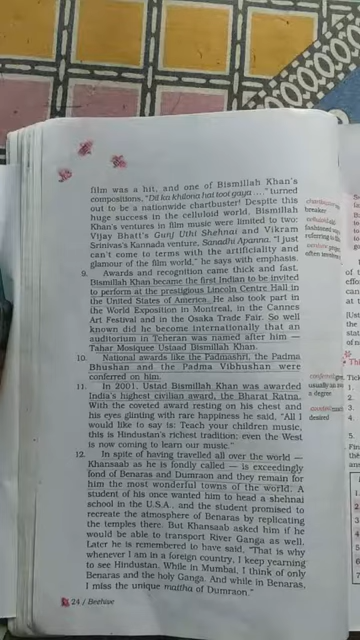 film was a hit, and one of Bismillah Khan's
compositions, "Dil ka khilona hai toot gaya ...," turned
out to be a nationwide chartbuster! Despite this
huge success in the celluloid world, Bismillah
Khan's ventures in film music were limited to two:
Vijay Bhatt's Gunj Uthi Shehnai and Vikram
Srinivas's Kannada venture, Sanadhi Apanna. "I just
can't come to terms with the artificiality and
glamour of the film world," he says with emphasis.
9. Awards and recognition came thick and fast.
Bismillah Khan became the first Indian to be invited
to perform at the prestigious Lincoln Centre Hall in
the United States of America. He also took part in
the World Exposition in Montreal, in the Cannes
Art Festival and in the Osaka Trade Fair. So well
known did he become internationally that an
auditorium in Teheran was named after him —
Tahar Mosiquee Ustaad Bismillah Khan.
10. National awards like the Padmashri, the Padma
Bhushan and the Padma Vibhushan were
conferred on him.
11. In 2001, Ustad Bismillah Khan was awarded
India's highest civilian award, the Bharat Ratna.
With the coveted award resting on his chest and
his eyes glinting with rare happiness he said, "All I
would like to say is: Teach your children music,
this is Hindustan's richest tradition; even the West
is now coming to learn our music."
12. In spite of having travelled all over the world —
Khansaab as he is fondly called — is exceedingly
fond of Benaras and Dumraon and they remain for
him the most wonderful towns of the world. A
student of his once wanted him to head a shehnai
school in the U.S.A., and the student promised to
recreate the atmosphere of Benaras by replicating
the temples there. But Khansaab asked him if he
would be able to transport River Ganga as well.
Later he is remembered to have said, "That is why
whenever I am in a foreign country, I keep yearning
to see Hindustan. While in Mumbai, I think of only
Benaras and the holy Ganga. And while in Benaras,
I miss the unique mattha of Dumraon."
24 / Beehive
breaker
desired
a degree